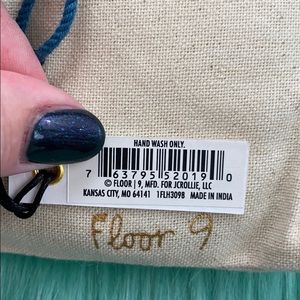 HAND WASH ONLY.
7 63795 52019 0
© FLOOR | 9, MFD. FOR JCROLLIE, LLC
KANSAS CITY, MO 64141 1FLH309B MADE IN INDIA
Floor 9